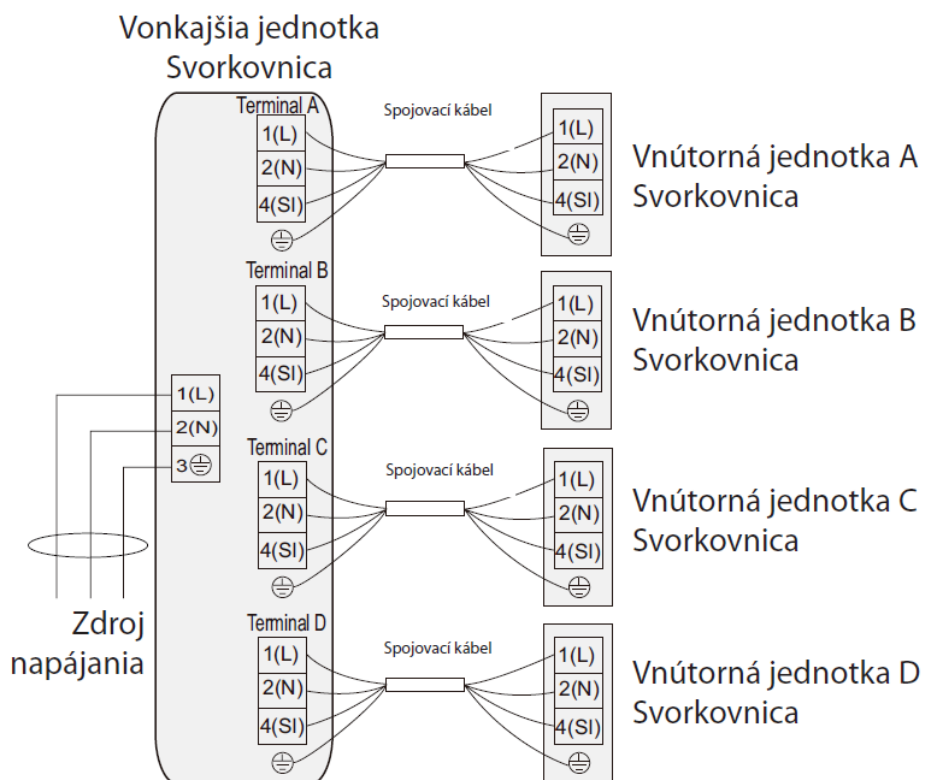 Vonkajšia jednotka
Svorkovnica
Terminal A
1(L)
2(N)
4(SI)
Spojovací kábel
1(L)
2(N)
4(SI)
Vnútorná jednotka A
Svorkovnica
Terminal B
1(L)
2(N)
4(SI)
Spojovací kábel
1(L)
2(N)
4(SI)
Vnútorná jednotka B
Svorkovnica
1(L)
2(N)
3
Zdroj
napájania
Terminal C
1(L)
2(N)
4(SI)
Spojovací kábel
1(L)
2(N)
4(SI)
Vnútorná jednotka C
Svorkovnica
Terminal D
1(L)
2(N)
4(SI)
Spojovací kábel
1(L)
2(N)
4(SI)
Vnútorná jednotka D
Svorkovnica